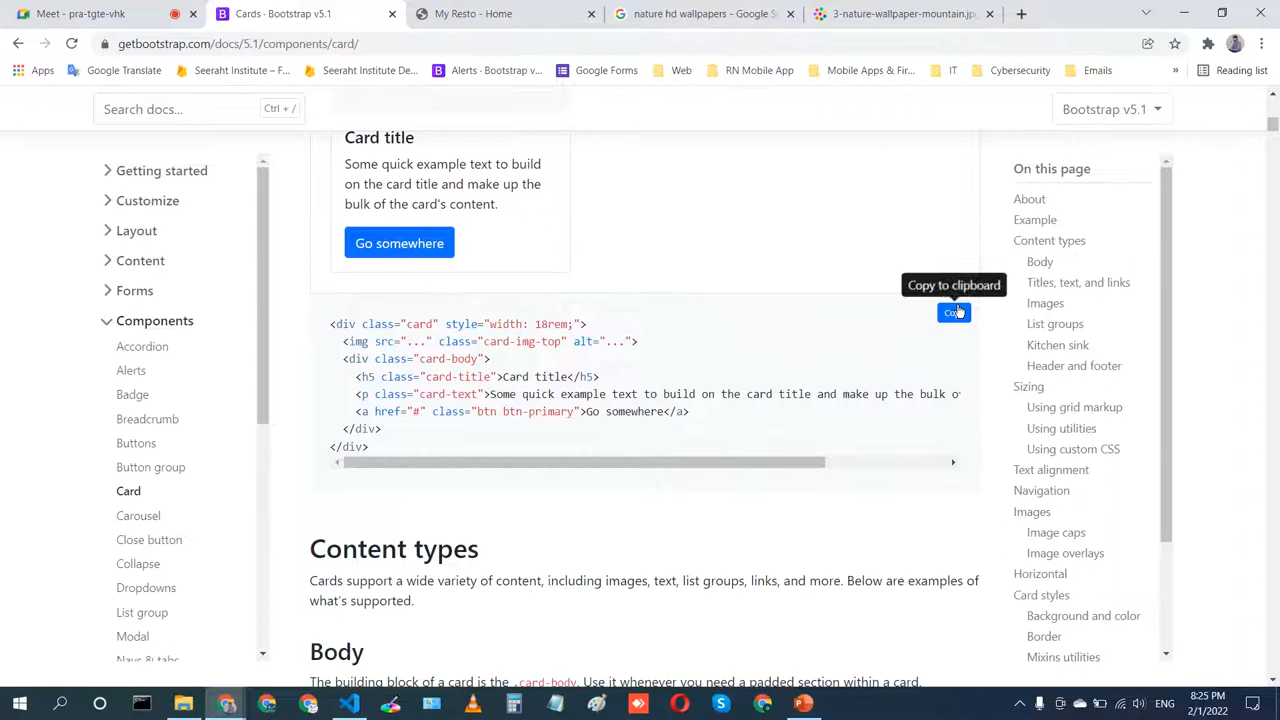 Meet - pra-tgte-vhk
Cards · Bootstrap v5.1
My Resto - Home
nature hd wallpapers - Google S
3-nature-wallpaper-mountain.jp
getbootstrap.com/docs/5.1/components/card/
Apps
Google Translate
Seeraht Institute – F...
Seeraht Institute De...
Alerts · Bootstrap v...
Google Forms
Web
RN Mobile App
Mobile Apps & Fir...
IT
Cybersecurity
Emails
»
Reading list
Search docs...
Ctrl + /
Bootstrap v5.1
Getting started
Customize
Layout
Content
Forms
Components
Accordion
Alerts
Badge
Breadcrumb
Buttons
Button group
Card
Carousel
Close button
Collapse
Dropdowns
List group
Modal
Navs & tabs
Card title
Some quick example text to build
on the card title and make up the
bulk of the card's content.
Go somewhere
Copy to clipboard
<div class="card" style="width: 18rem;">
<img src="..." class="card-img-top" alt="...">
<div class="card-body">
<h5 class="card-title">Card title</h5>
<p class="card-text">Some quick example text to build on the card title and make up the bulk o
<a href="#" class="btn btn-primary">Go somewhere</a>
</div>
</div>
Content types
Cards support a wide variety of content, including images, text, list groups, links, and more. Below are examples of
what's supported.
Body
The building block of a card is the .card-body. Use it whenever you need a padded section within a card.
On this page
About
Example
Content types
Body
Titles, text, and links
Images
List groups
Kitchen sink
Header and footer
Sizing
Using grid markup
Using utilities
Using custom CSS
Text alignment
Navigation
Images
Image caps
Image overlays
Horizontal
Card styles
Background and color
Border
Mixins utilities
ENG
8:25 PM
2/1/2022